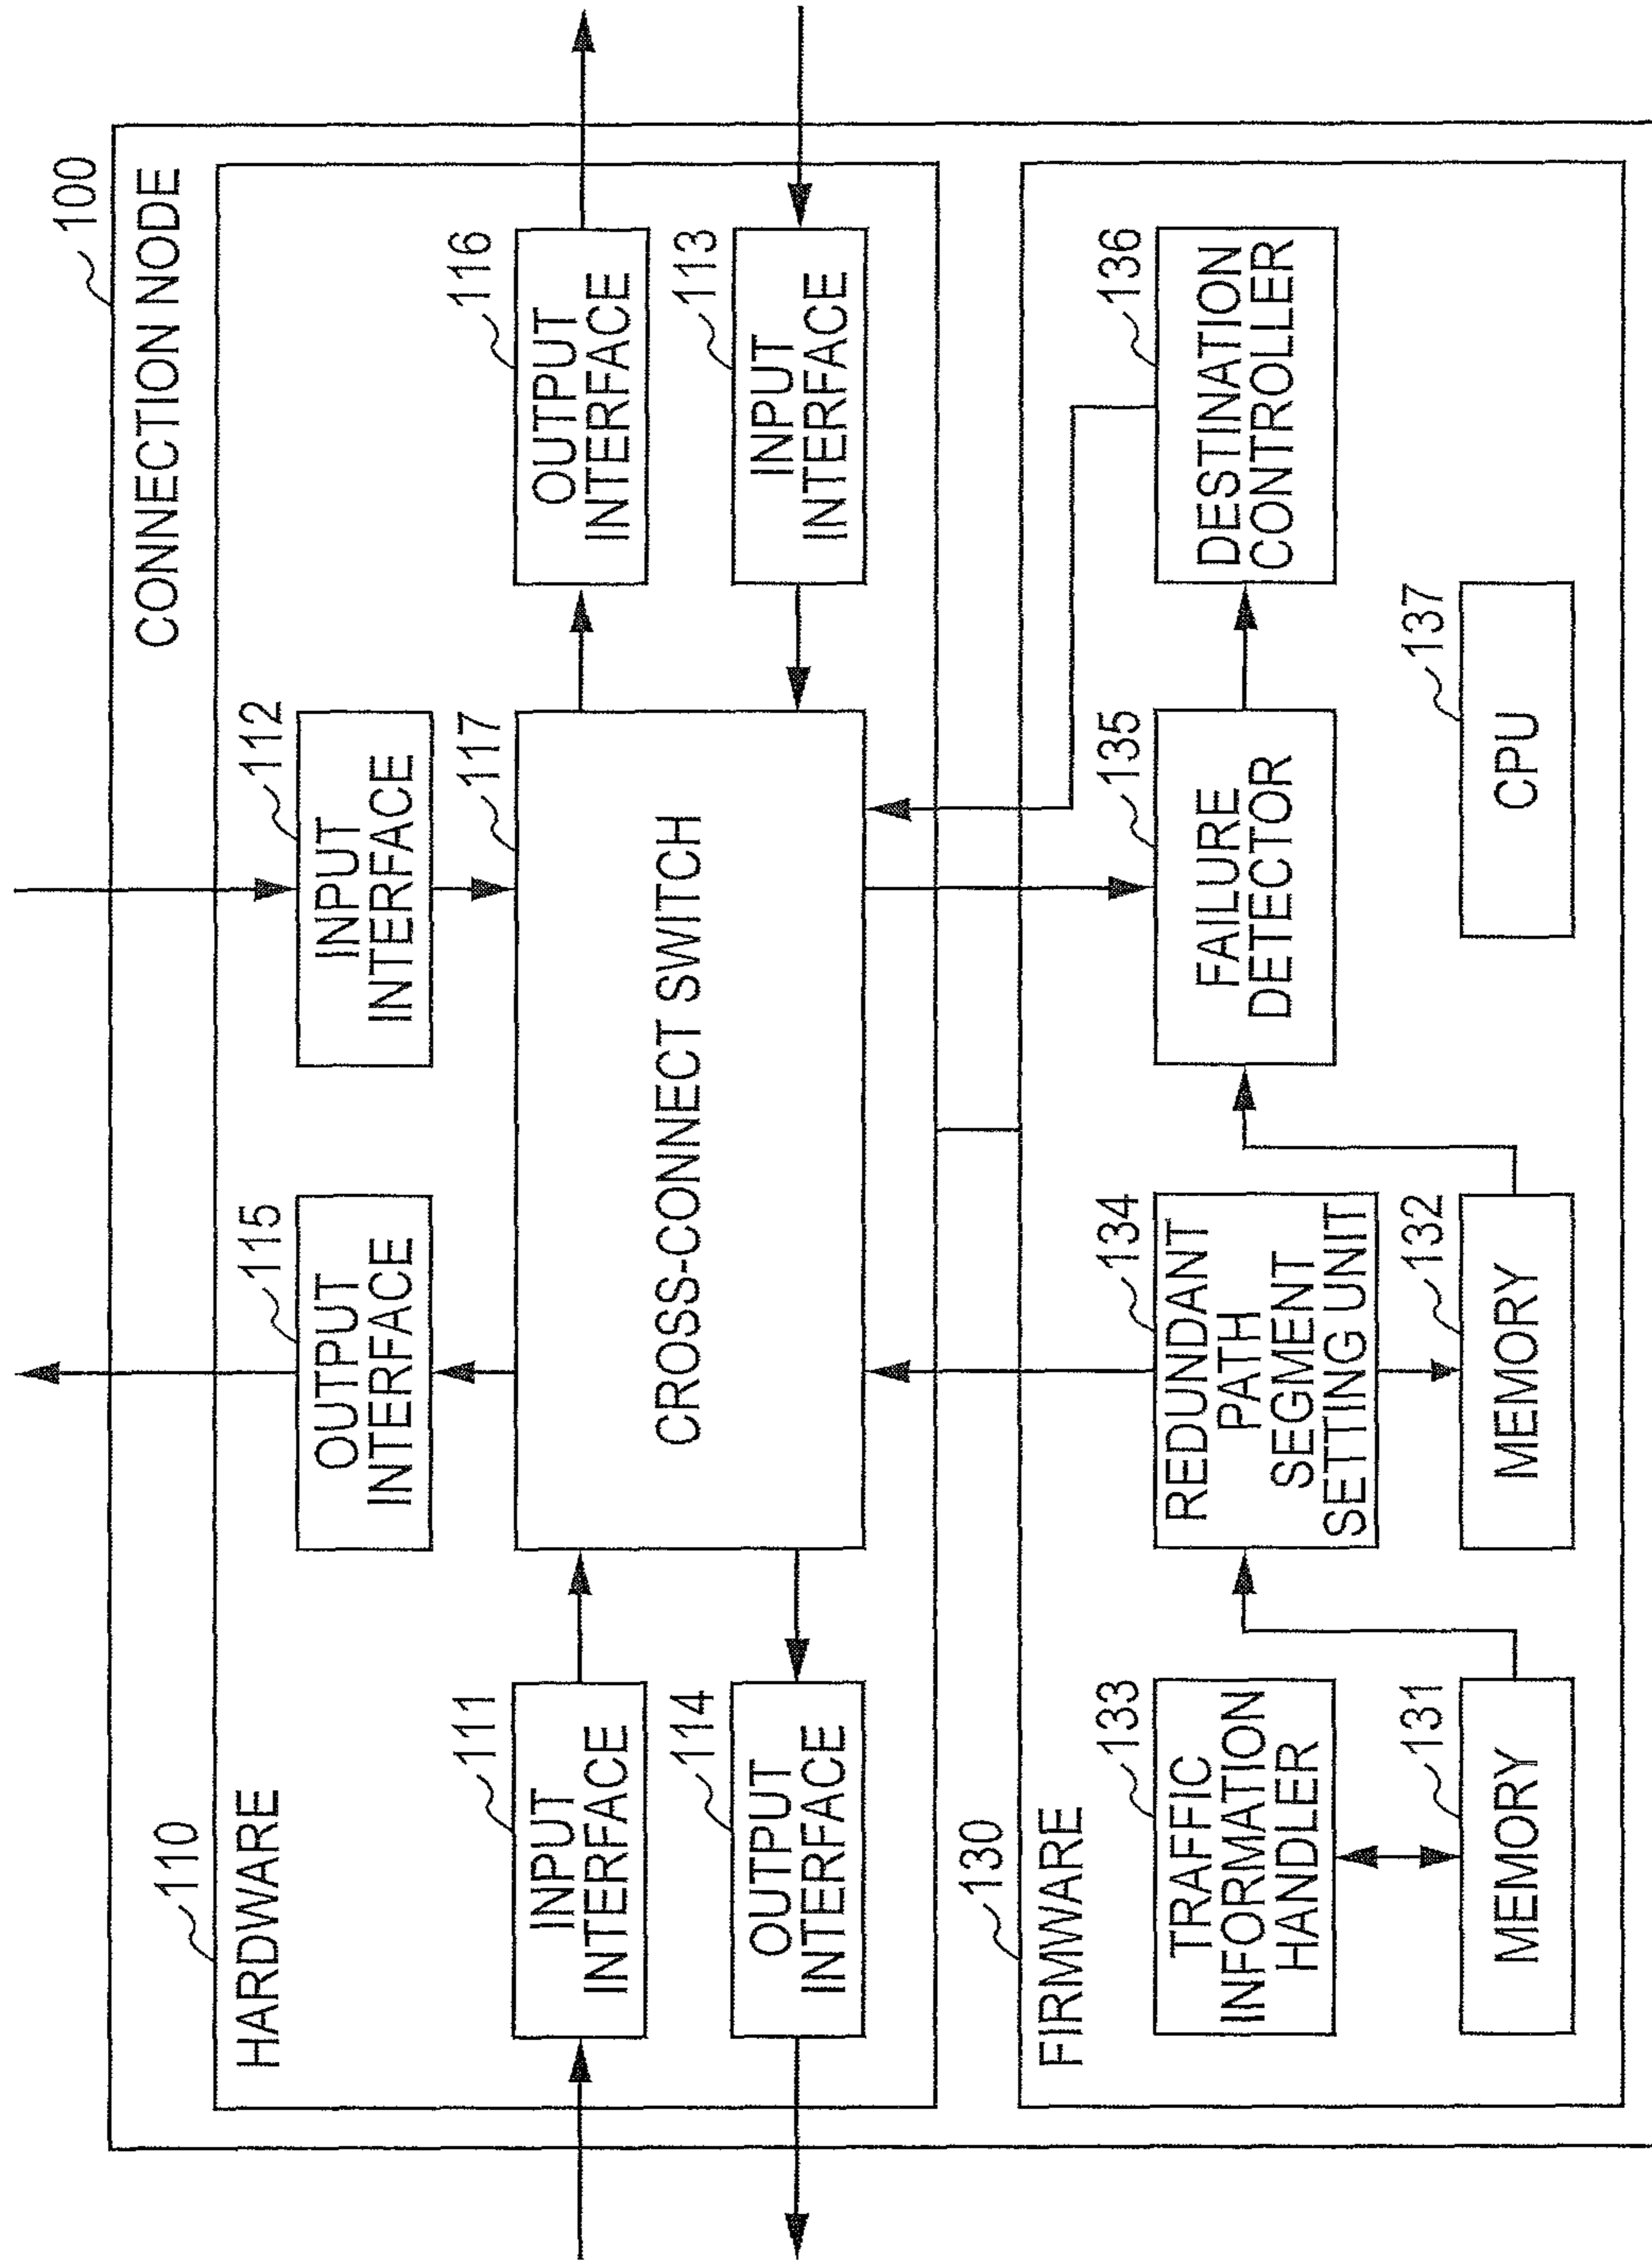 100
CONNECTION NODE
110
HARDWARE
115
OUTPUT
INTERFACE
112
INPUT
INTERFACE
111
INPUT
INTERFACE
117
CROSS-CONNECT SWITCH
116
OUTPUT
INTERFACE
114
OUTPUT
INTERFACE
113
INPUT
INTERFACE
130
FIRMWARE
133
TRAFFIC
INFORMATION
HANDLER
134
REDUNDANT
PATH
SEGMENT
SETTING UNIT
135
FAILURE
DETECTOR
136
DESTINATION
CONTROLLER
131
MEMORY
132
MEMORY
137
CPU